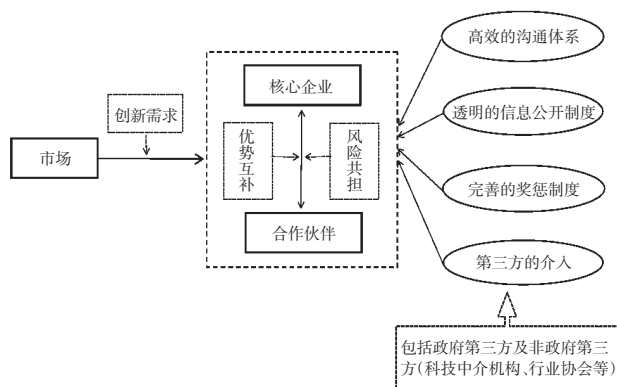 高效的沟通体系
核心企业
创新需求
透明的信息公开制度
优势互补
风险共担
市场
完善的奖惩制度
合作伙伴
第三方的介入
包括政府第三方及非政府第三
方(科技中介机构、行业协会等)